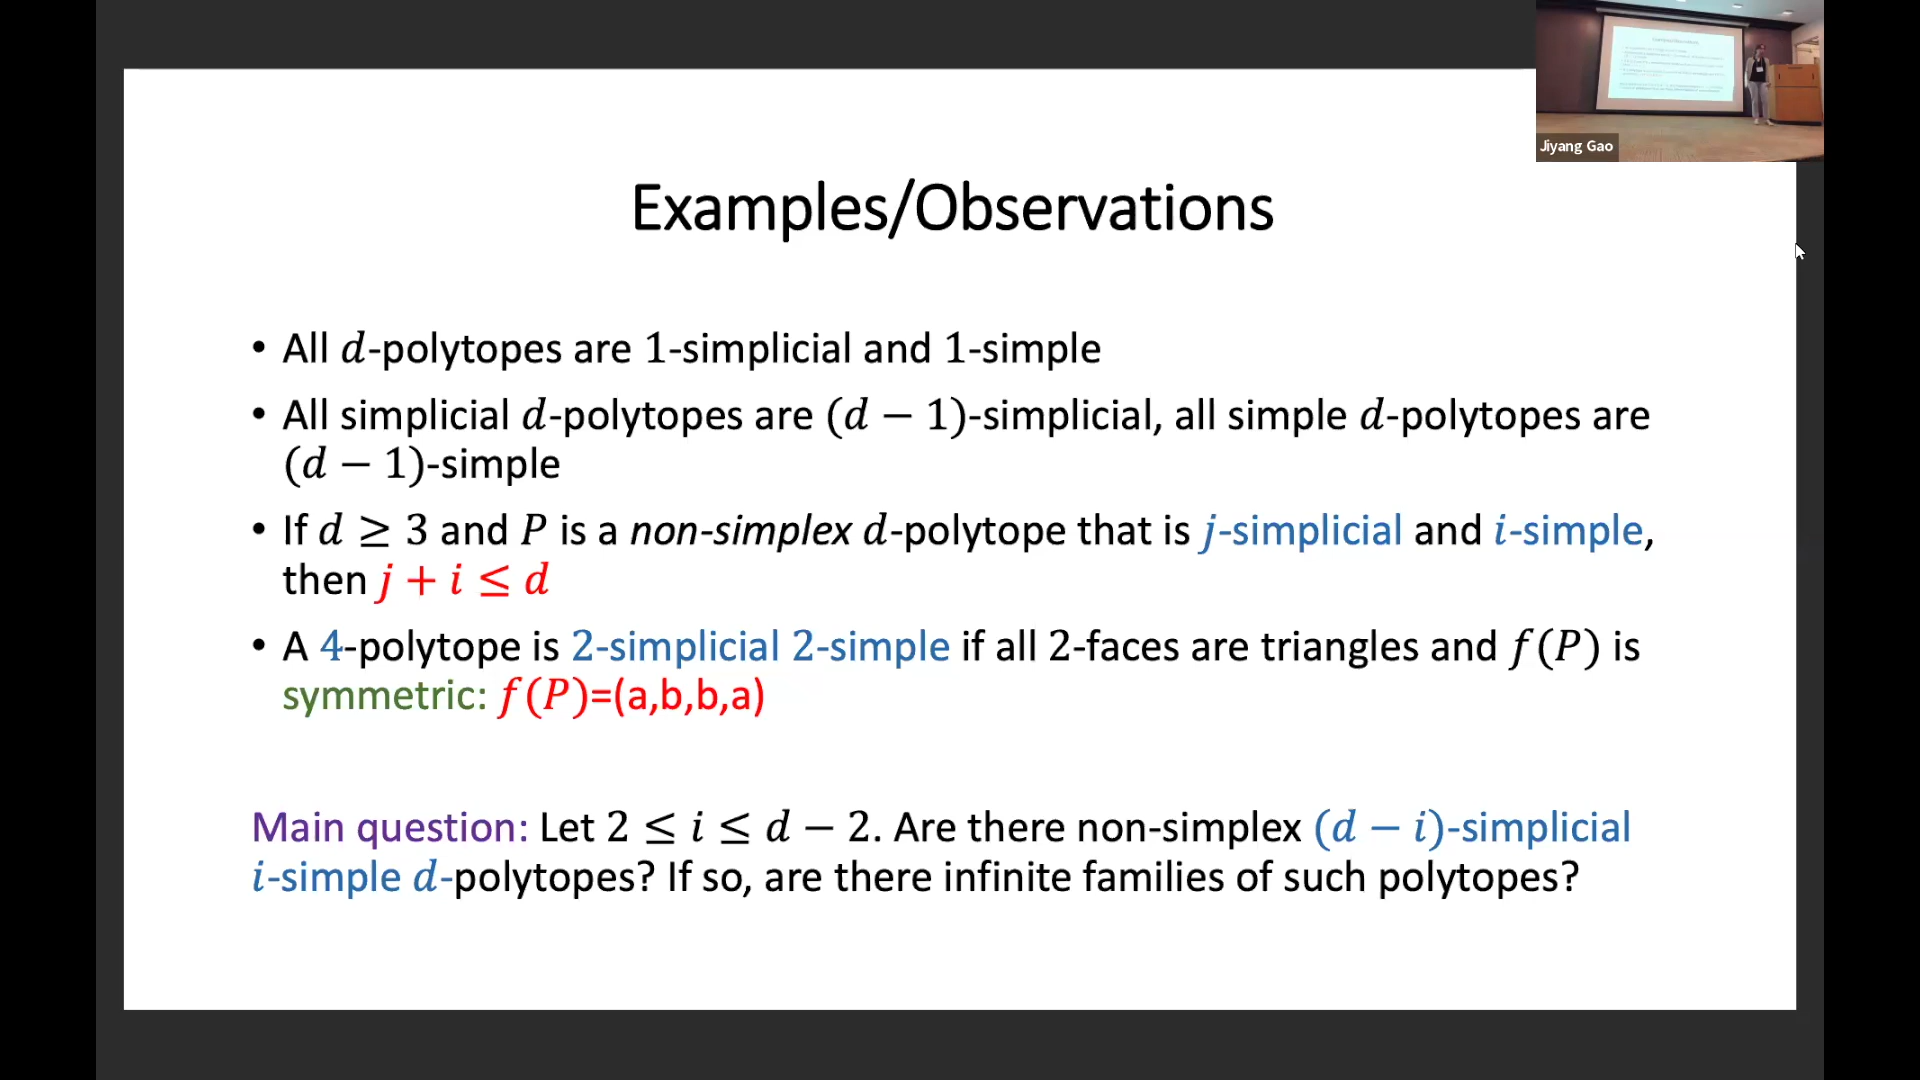 Jiyang Gao
Examples/Observations
• All d-polytopes are 1-simplicial and 1-simple
• All simplicial d-polytopes are (d − 1)-simplicial, all simple d-polytopes are
(d − 1)-simple
• If d ≥ 3 and P is a non-simplex d-polytope that is j-simplicial and i-simple,
then j + i ≤ d
• A 4-polytope is 2-simplicial 2-simple if all 2-faces are triangles and f(P) is
symmetric: f(P)=(a,b,b,a)
Main question: Let 2 ≤ i ≤ d − 2. Are there non-simplex (d − i)-simplicial
i-simple d-polytopes? If so, are there infinite families of such polytopes?